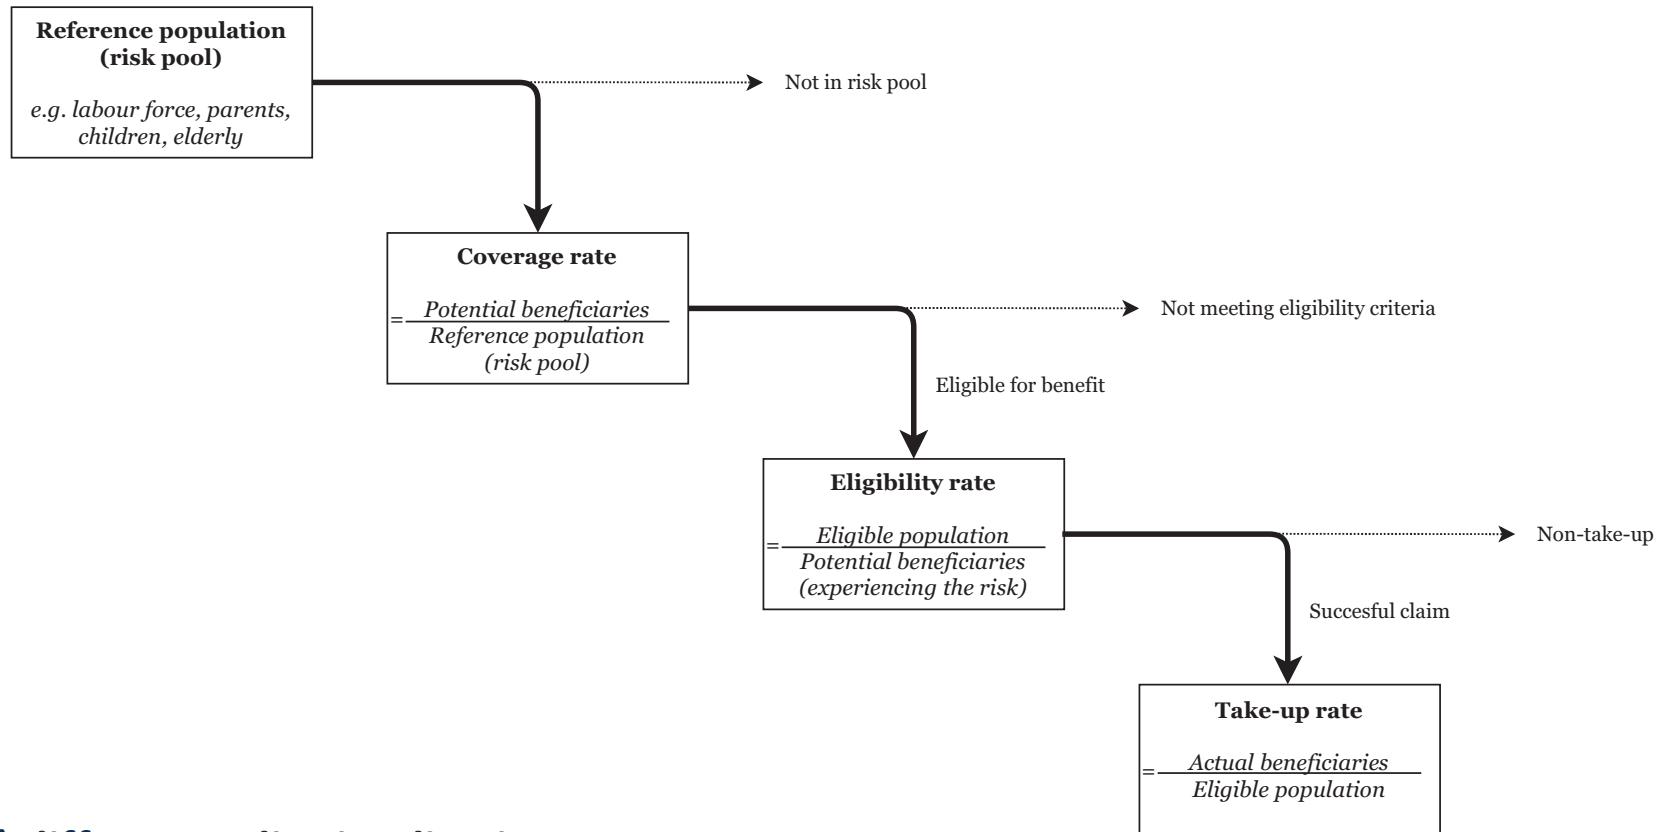 Reference population
(risk pool)
e.g. labour force, parents,
children, elderly
Not in risk pool
Coverage rate
= Potential beneficiaries
Reference population
(risk pool)
Not meeting eligibility criteria
Eligible for benefit
Eligibility rate
= Eligible population
Potential beneficiaries
(experiencing the risk)
Non-take-up
Succesful claim
Take-up rate
= Actual beneficiaries
Eligible population